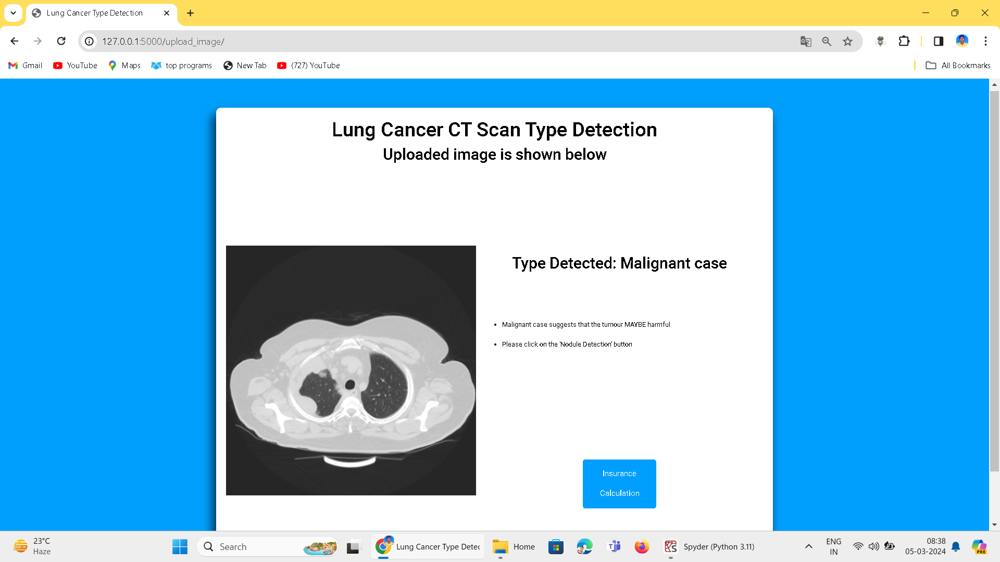 Lung Cancer Type Detection
127.0.0.1:5000/upload_image/
Gmail
YouTube
Maps
top programs
New Tab
(727) YouTube
All Bookmarks
Lung Cancer CT Scan Type Detection
Uploaded image is shown below
Type Detected: Malignant case
Malignant case suggests that the tumour MAYBE harmful
Please click on the 'Nodule Detection' button
Insurance
Calculation
23°C
Haze
Search
Lung Cancer Type Detec
Home
Spyder (Python 3.11)
ENG
IN
08:38
05-03-2024
PRE